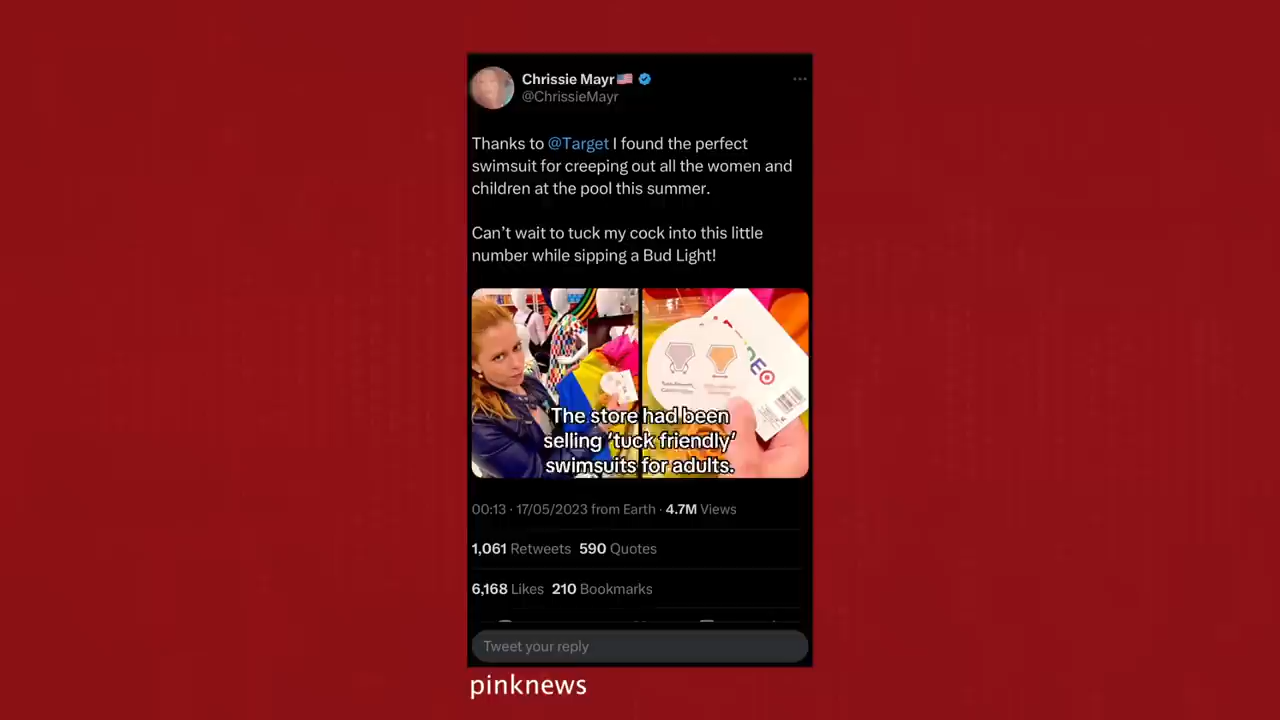 Chrissie Mayr
@ChrissieMayr
Thanks to @Target I found the perfect
swimsuit for creeping out all the women and
children at the pool this summer.
Can't wait to tuck my cock into this little
number while sipping a Bud Light!
The store had been
selling 'tuck friendly'
swimsuits for adults.
00:13 · 17/05/2023 from Earth · 4.7M Views
1,061 Retweets 590 Quotes
6,168 Likes 210 Bookmarks
Tweet your reply
pinknews